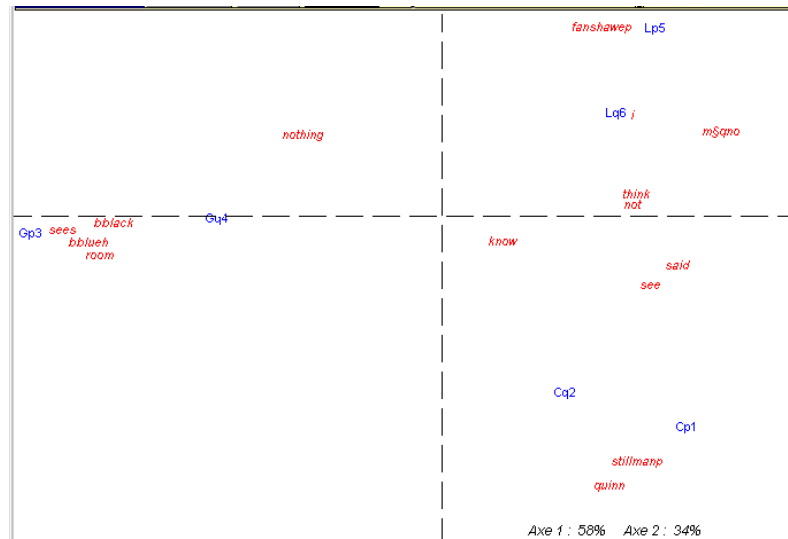 fanshawep Lp5
Lq6 j
m§qno
nothing
think
not
Gq4
bblack
sees
Gp3
bblueh
know
room
said
see
Cq2
Cp1
stillmanp
quinn
Axe 1 : 58% Axe 2 : 34%